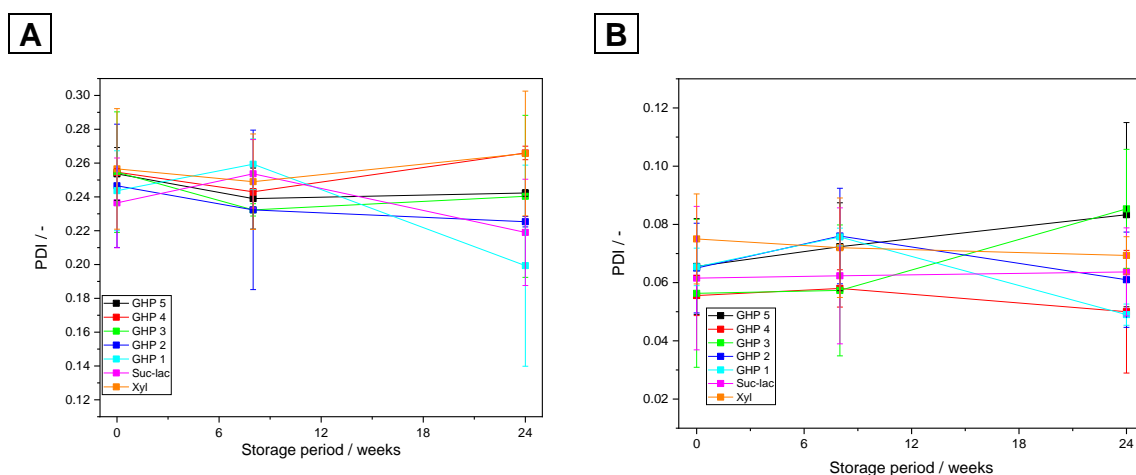 A
B
0.30
0.28
0.26
0.24
0.22
0.20
0.18
0.16
0.14
0.12
PDI / -
GHP 5
GHP 4
GHP 3
GHP 2
GHP 1
Suc-lac
Xyl
0 6 12 18 24
Storage period / weeks
0.12
0.10
0.08
0.06
0.04
0.02
PDI / -
GHP 5
GHP 4
GHP 3
GHP 2
GHP 1
Suc-lac
Xyl
0 6 12 18 24
Storage period / weeks